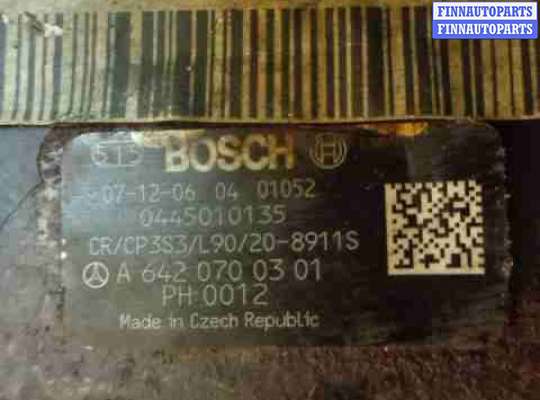 FINNAUTOPARTS
FINNAUTOPARTS
BOSCH
07-12-06 04 01052
0445010135
CR/CP3S3/L90/20-8911S
A 642 070 03 01
PH 0012
Made in Czech Republic